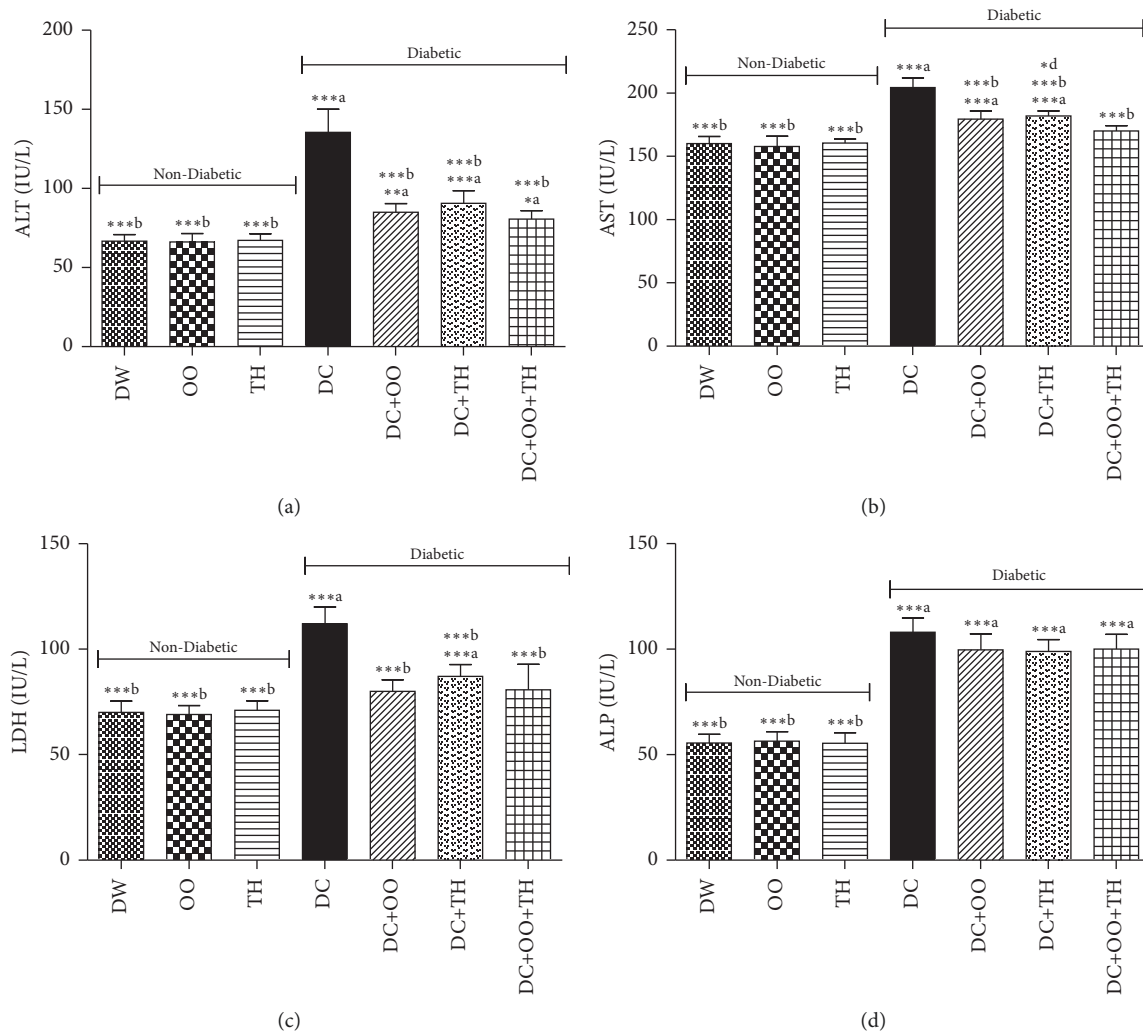 200
150
100
50
0
ALT (IU/L)
Diabetic
Non-Diabetic
***b
***b
***b
***a
***b
**a
***b
***a
***b
*a
DW
OO
TH
DC
DC+OO
DC+TH
DC+OO+TH
(a)
250
200
150
100
50
0
AST (IU/L)
Diabetic
Non-Diabetic
***b
***b
***b
***a
***b
***a
*d
***b
***a
***b
DW
OO
TH
DC
DC+OO
DC+TH
DC+OO+TH
(b)
150
100
50
0
LDH (IU/L)
Diabetic
Non-Diabetic
***b
***b
***b
***a
***b
***b
***a
***b
DW
OO
TH
DC
DC+OO
DC+TH
DC+OO+TH
(c)
150
100
50
0
ALP (IU/L)
Diabetic
Non-Diabetic
***b
***b
***b
***a
***a
***a
***a
DW
OO
TH
DC
DC+OO
DC+TH
DC+OO+TH
(d)